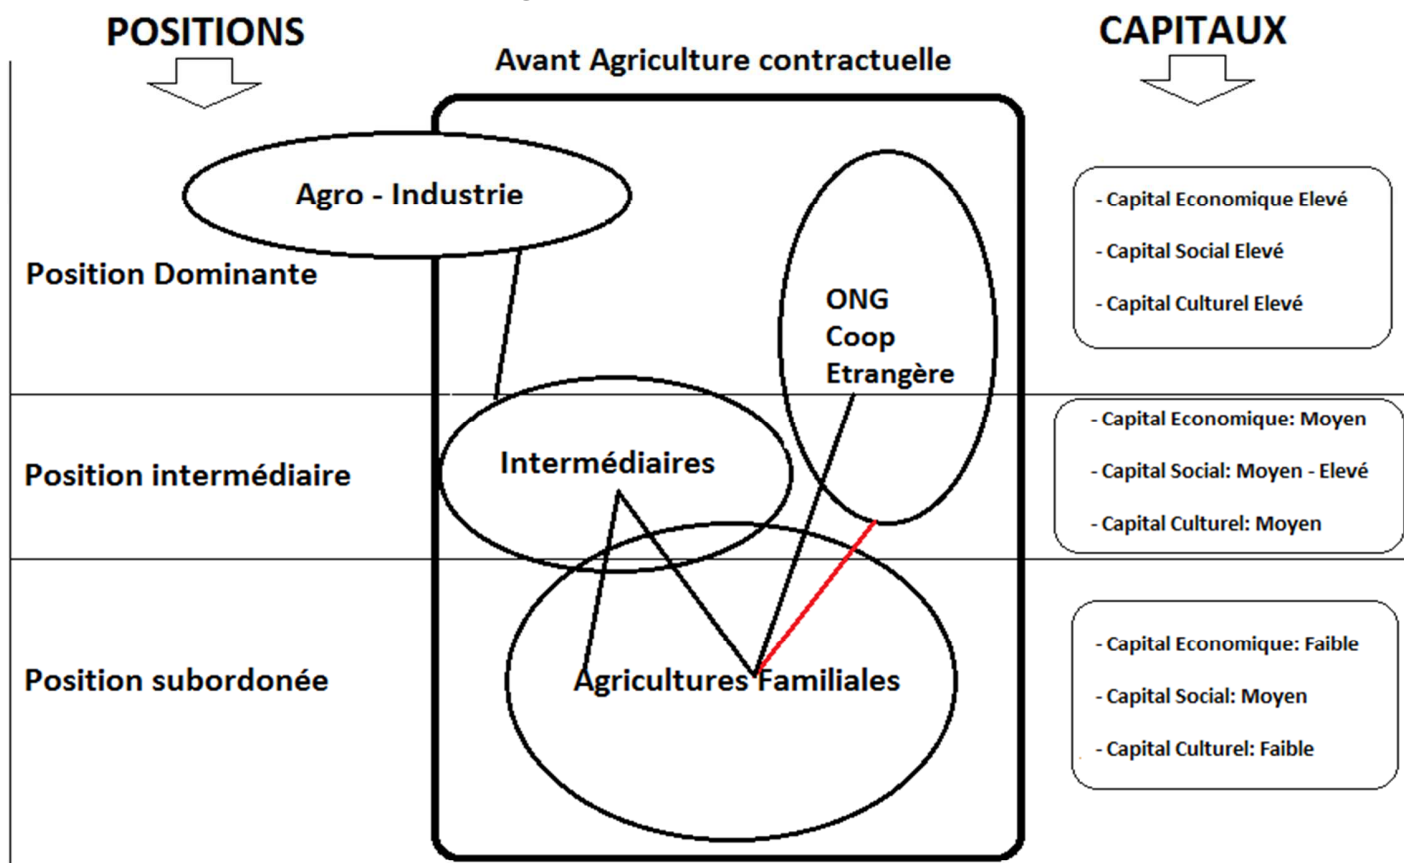 POSITIONS
CAPITAUX
Avant Agriculture contractuelle
Agro - Industrie
Position Dominante
ONG
Coop
Etrangère
- Capital Economique Elevé
- Capital Social Elevé
- Capital Culturel Elevé
Position intermédiaire
Intermédiaires
- Capital Economique: Moyen
- Capital Social: Moyen - Elevé
- Capital Culturel: Moyen
Position subordonée
Agricultures Familiales
- Capital Economique: Faible
- Capital Social: Moyen
- Capital Culturel: Faible